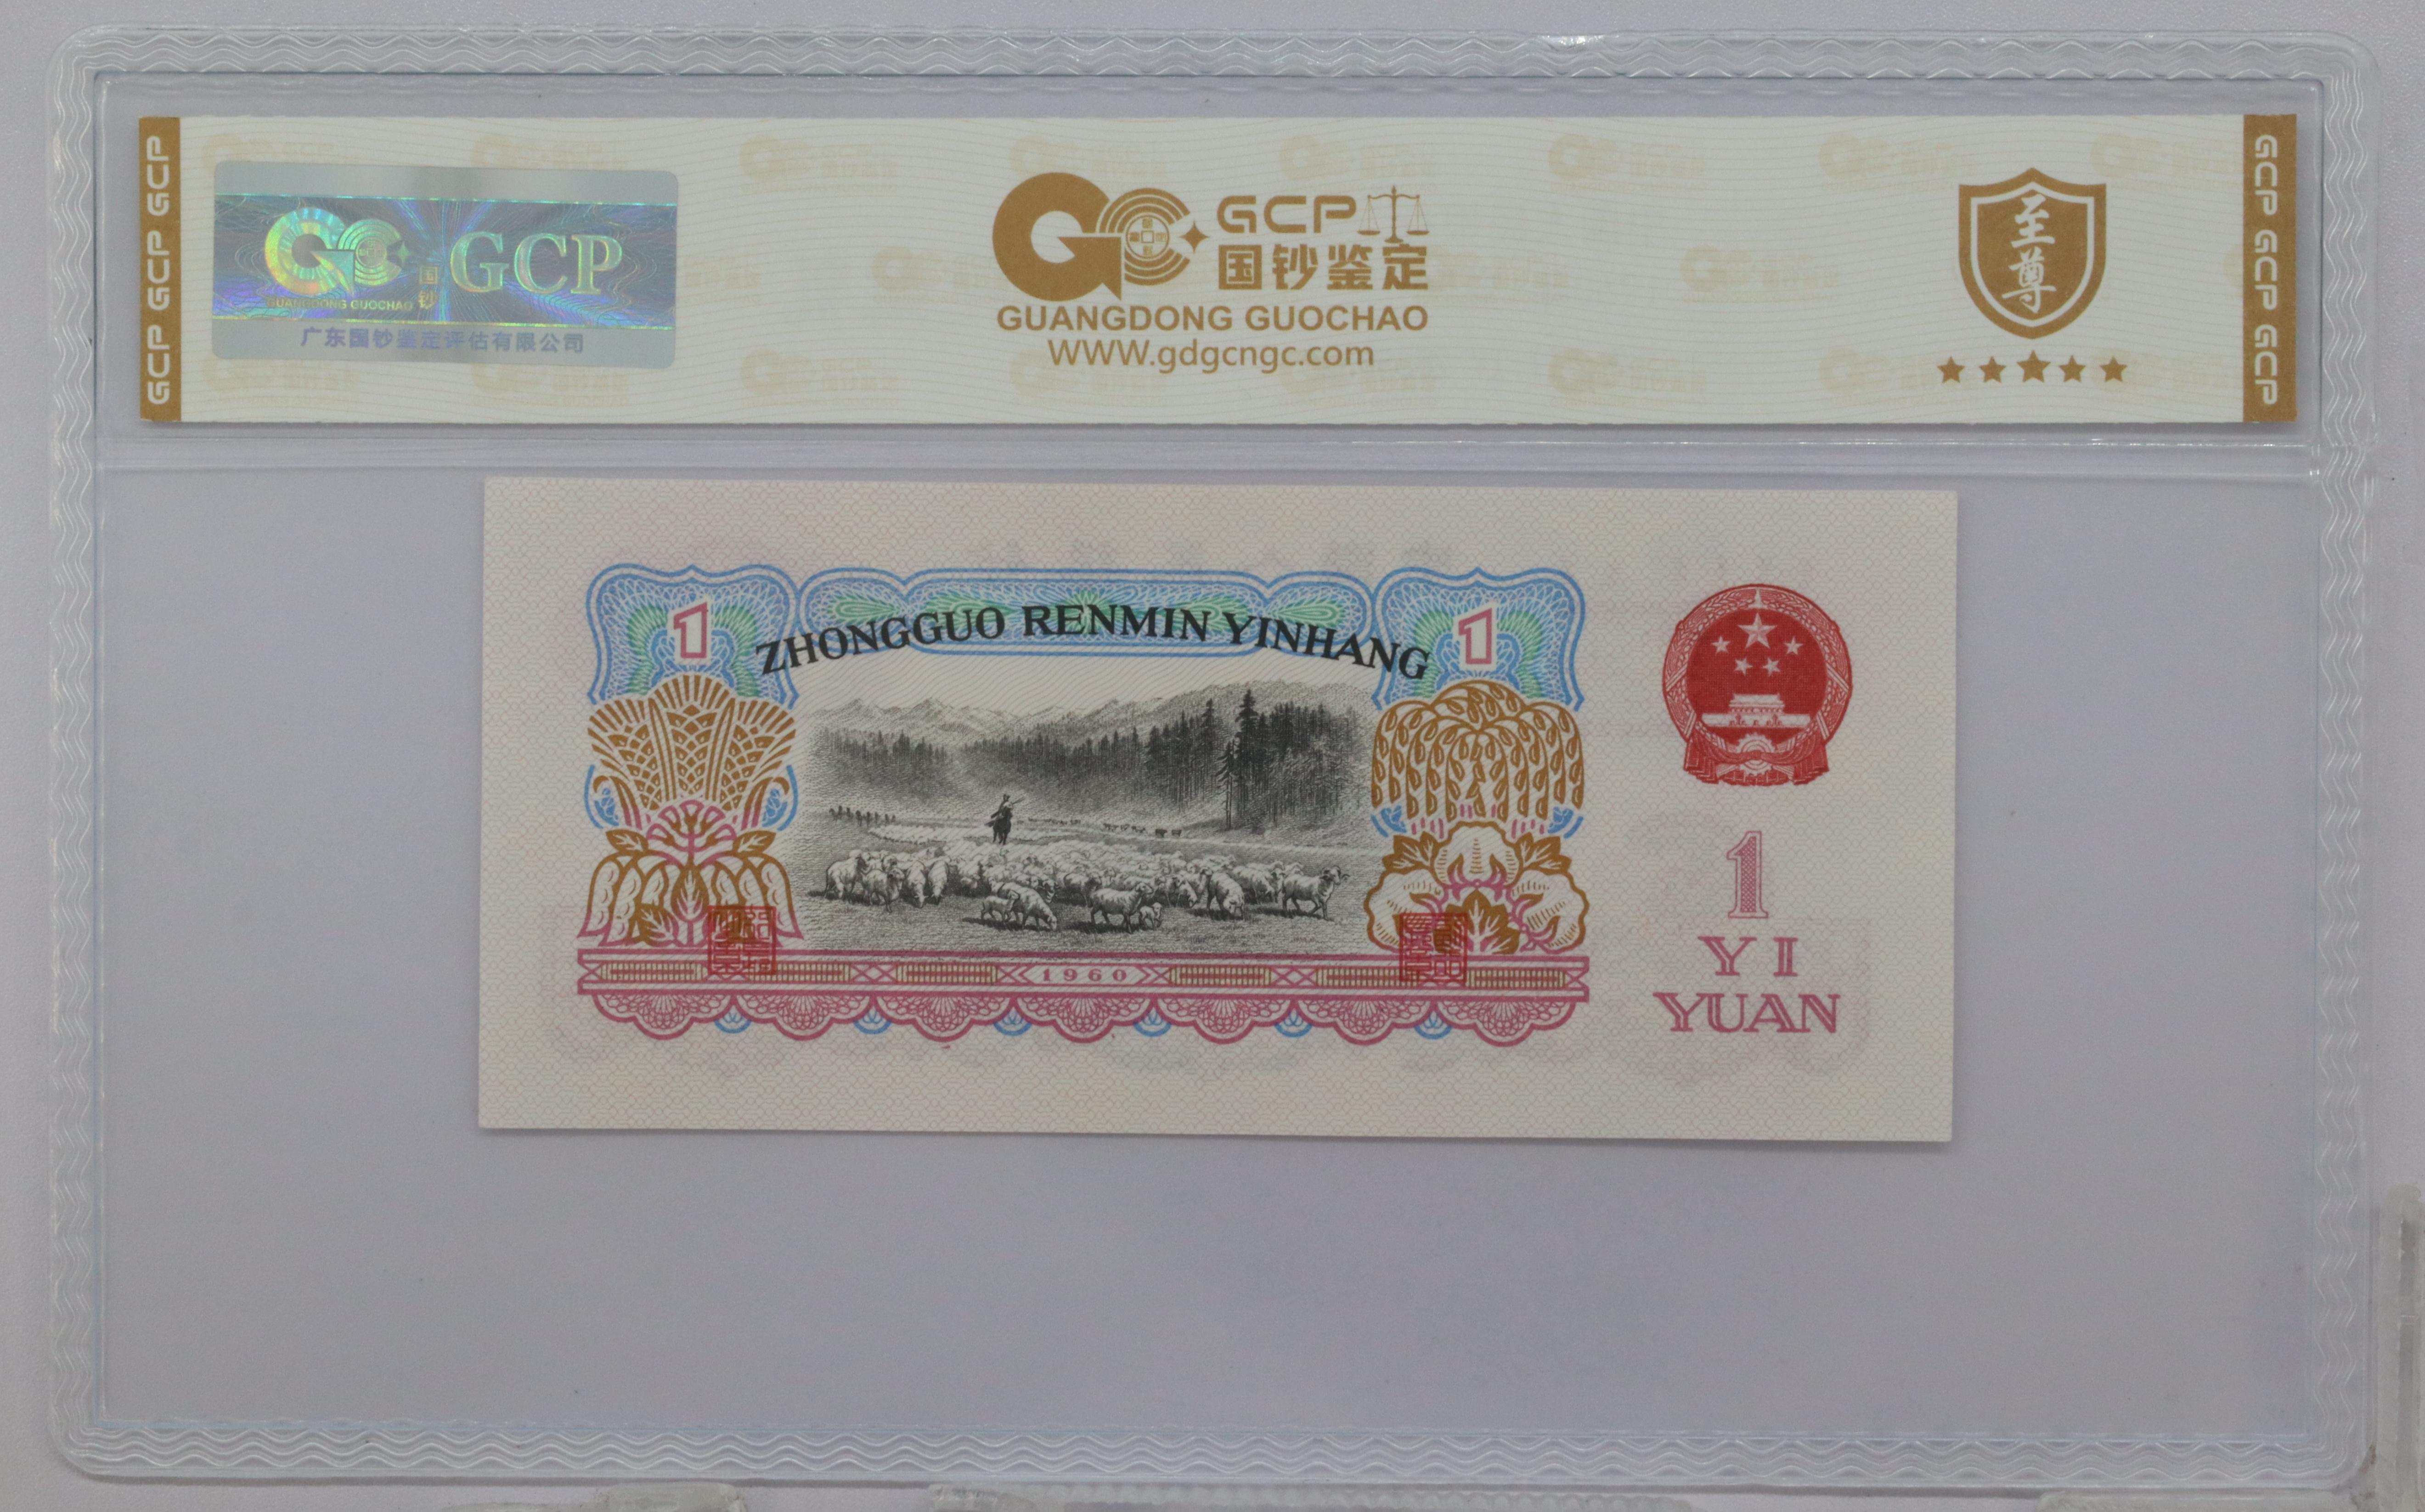 GCP GCP GCP
GCP
GUANGDONG GUOCHAO
国钞
广东国钞鉴定评估有限公司
GCP
国钞鉴定
GUANGDONG GUOCHAO
WWW.gdgcngc.com
至尊
GCP GCP GCP
1
ZHONGGUO RENMIN YINHANG
1
1960
1
YI
YUAN